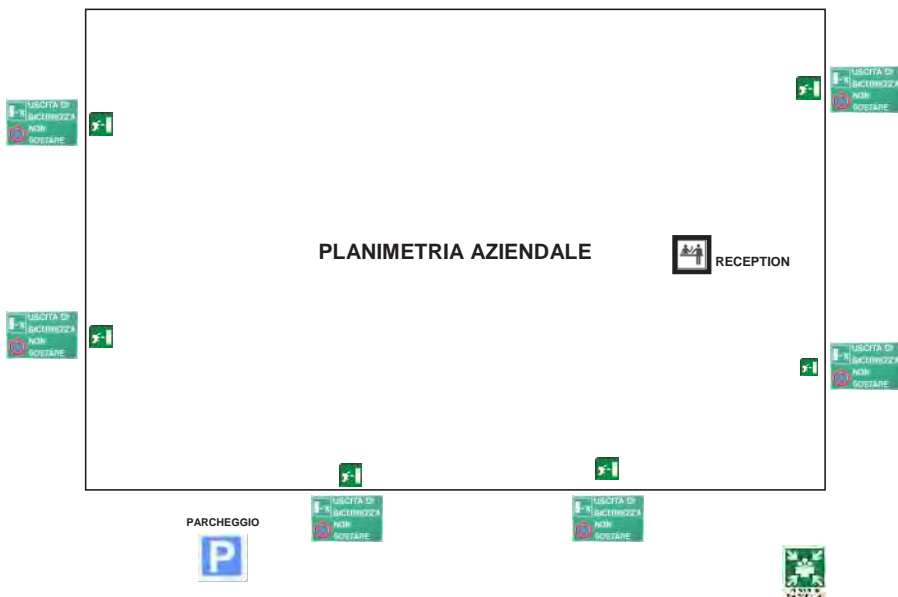 USCITA DI
SICUREZZA
NON
SOSTARE
USCITA DI
SICUREZZA
NON
SOSTARE
PLANIMETRIA AZIENDALE
RECEPTION
USCITA DI
SICUREZZA
NON
SOSTARE
USCITA DI
SICUREZZA
NON
SOSTARE
USCITA DI
SICUREZZA
NON
SOSTARE
USCITA DI
SICUREZZA
NON
SOSTARE
PARCHEGGIO
P